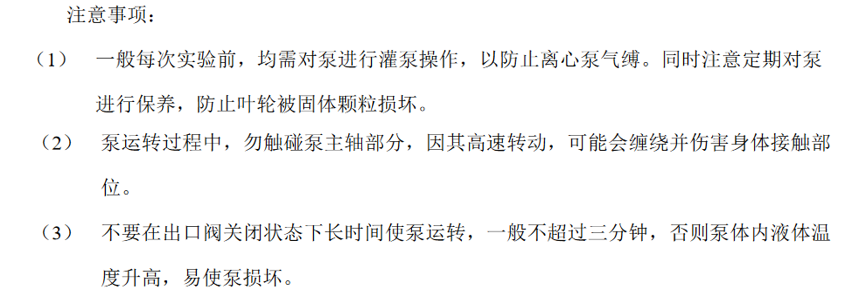 注意事项：
（1） 一般每次实验前，均需对泵进行灌泵操作，以防止离心泵气缚。同时注意定期对泵
进行保养，防止叶轮被固体颗粒损坏。
（2） 泵运转过程中，勿触碰泵主轴部分，因其高速转动，可能会缠绕并伤害身体接触部
位。
（3） 不要在出口阀关闭状态下长时间使泵运转，一般不超过三分钟，否则泵体内液体温
度升高，易使泵损坏。